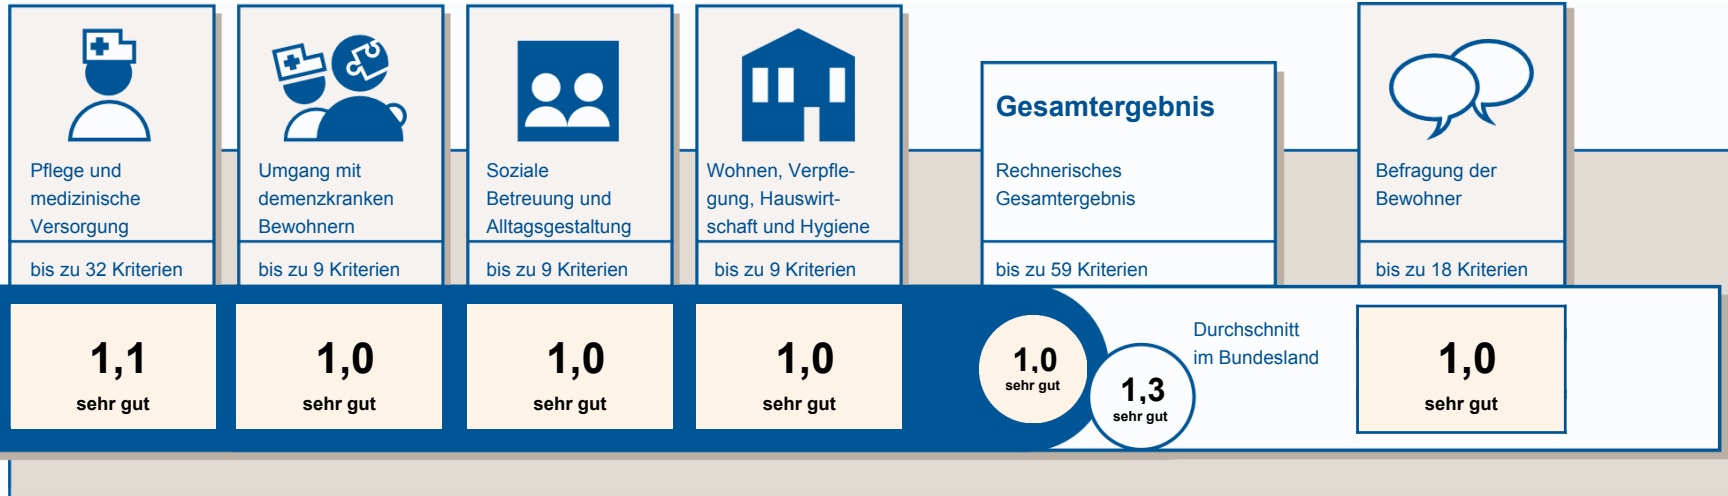 Pflege und
medizinische
Versorgung
bis zu 32 Kriterien
1,1
sehr gut
Umgang mit
demenzkranken
Bewohnern
bis zu 9 Kriterien
1,0
sehr gut
Soziale
Betreuung und
Alltagsgestaltung
bis zu 9 Kriterien
1,0
sehr gut
Wohnen, Verpfle-
gung, Hauswirt-
schaft und Hygiene
bis zu 9 Kriterien
1,0
sehr gut
Gesamtergebnis
Rechnerisches
Gesamtergebnis
bis zu 59 Kriterien
1,0
sehr gut
1,3
sehr gut
Durchschnitt
im Bundesland
Befragung der
Bewohner
bis zu 18 Kriterien
1,0
sehr gut